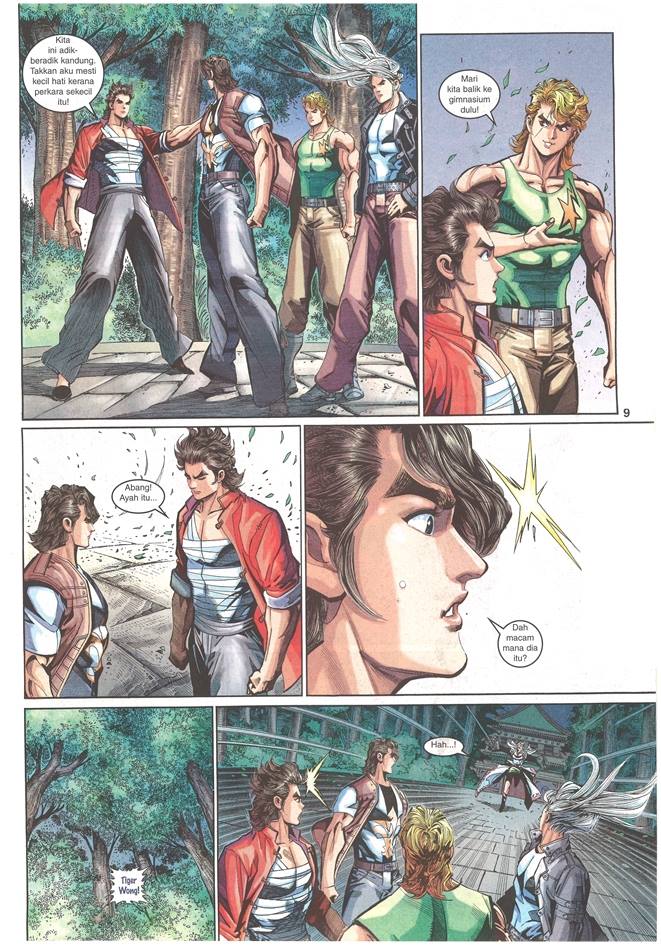 Kita
ini adik-
beradik kandung.
Takkan aku mesti
kecil hati kerana
perkara sekecil
itu!
Mari
kita balik ke
gimnasium
dulu!
9
Abang!
Ayah itu...
Dah
macam
mana dia
itu?
Tiger
Wong!
Hah...!